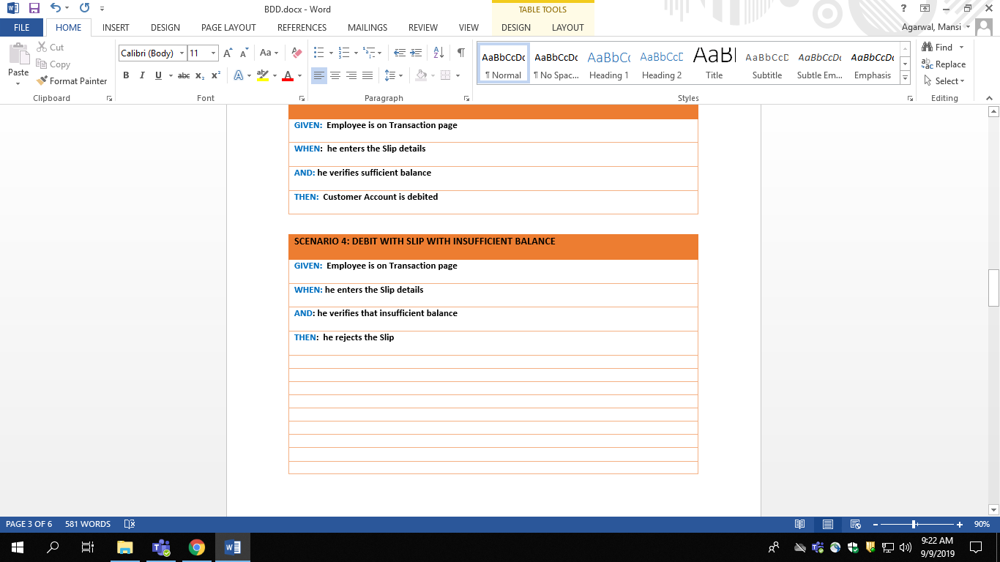 BDD.docx - Word
TABLE TOOLS
?
FILE HOME INSERT DESIGN PAGE LAYOUT REFERENCES MAILINGS REVIEW VIEW DESIGN LAYOUT Agarwal, Mansi
Paste
Cut
Copy
Format Painter
Calibri (Body) 11
B I U abc x₂ x²
AaBbCcDc AaBbCcDc AaBbCc AaBbCcD AaBl AaBbCcD AaBbCcDc AaBbCcDc
¶ Normal ¶ No Spac... Heading 1 Heading 2 Title Subtitle Subtle Em... Emphasis
Find
Replace
Select
Clipboard Font Paragraph Styles Editing
GIVEN: Employee is on Transaction page
WHEN: he enters the Slip details
AND: he verifies sufficient balance
THEN: Customer Account is debited
SCENARIO 4: DEBIT WITH SLIP WITH INSUFFICIENT BALANCE
GIVEN: Employee is on Transaction page
WHEN: he enters the Slip details
AND: he verifies that insufficient balance
THEN: he rejects the Slip
PAGE 3 OF 6 581 WORDS 90%
9:22 AM
9/9/2019